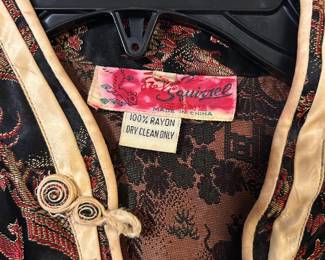 Squirrel
MADE IN CHINA
100% RAYON
DRY CLEAN ONLY